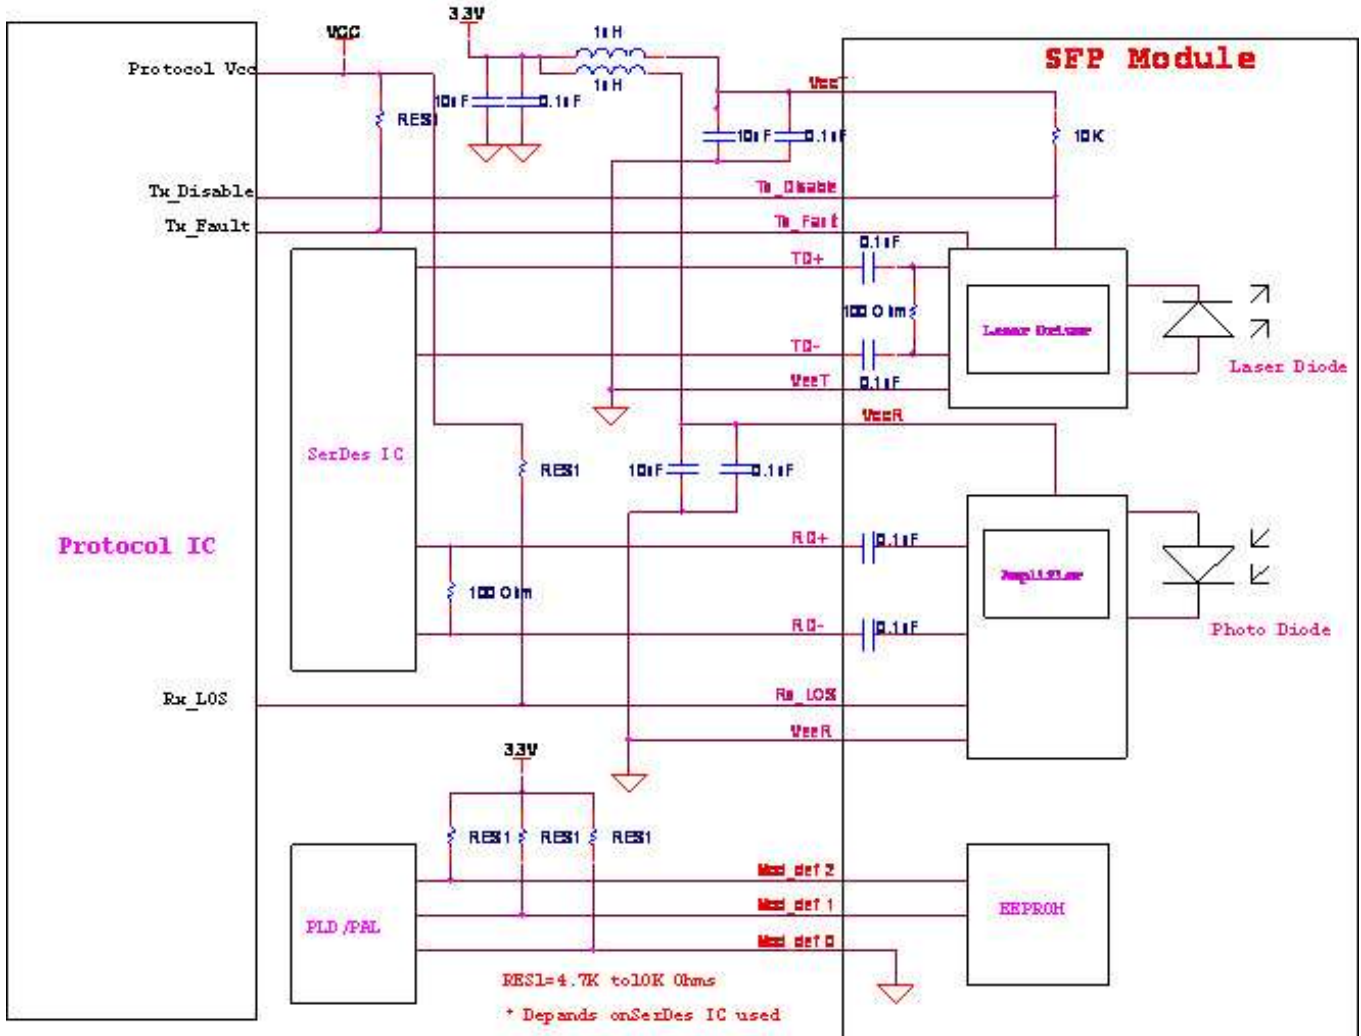 3.3V
VCC
1uH
SFP Module
Protocol Vcc
1uH
VccT
10uF
0.1uF
RES1
10uF
0.1uF
10K
Tx_Disable
Tx_Disable
Tx_Fault
Tx_Fault
0.1uF
TD+
100 Ohm
Laser Driver
TD-
Laser Diode
VeeT
0.1uF
VccR
SerDes IC
RES1
10uF
0.1uF
Protocol IC
RD+
0.1uF
Amplifier
100 Ohm
RD-
0.1uF
Photo Diode
Rx_LOS
Rx_LOS
VeeR
3.3V
RES1
RES1
RES1
Mod_def 2
Mod_def 1
EEPROM
PLD/PAL
Mod_def 0
RES1=4.7K to10K Ohms
* Depands onSerDes IC used